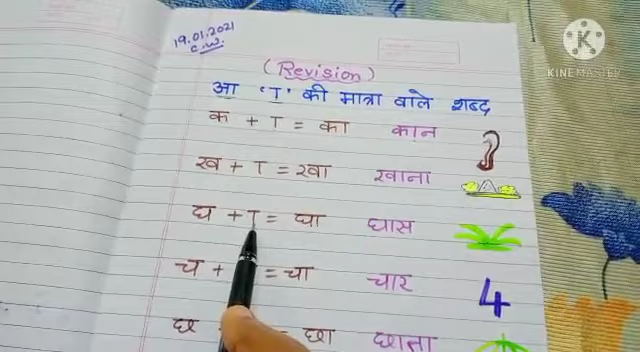 19.01.2021
C.W.
KINEMASTER
(Revision)
आ 'ा' की मात्रा वाले शब्द
क + ा = का कान
ख + ा = खा खाना
घ + ा = घा घास
च + = चा चार 4
छ = छा छाता